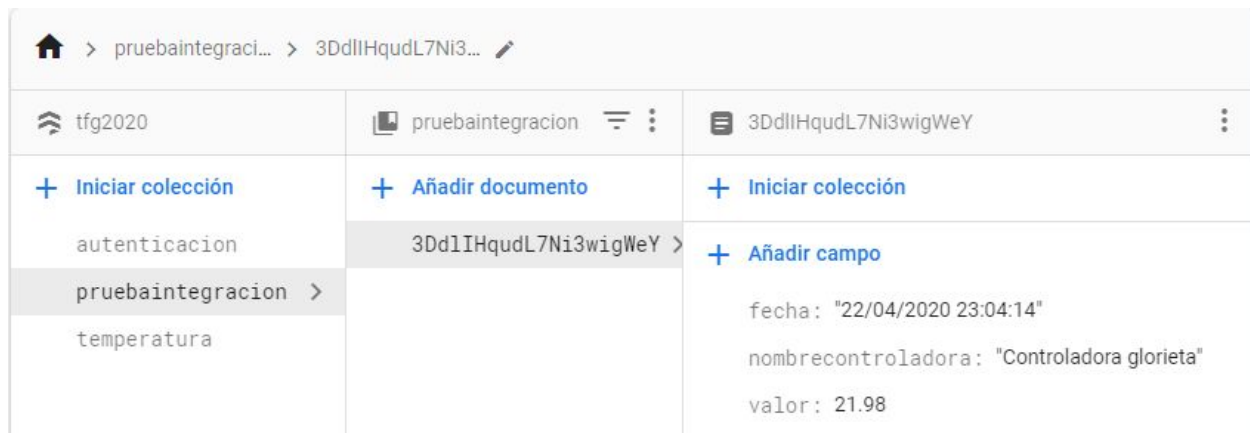 pruebaintegraci... > 3DdlIHqudL7Ni3...
tfg2020
pruebaintegracion
3DdlIHqudL7Ni3wigWeY
+ Iniciar colección
+ Añadir documento
+ Iniciar colección
autenticacion
pruebaintegracion >
temperatura
3DdlIHqudL7Ni3wigWeY >
+ Añadir campo
fecha: "22/04/2020 23:04:14"
nombrecontroladora: "Controladora glorieta"
valor: 21.98